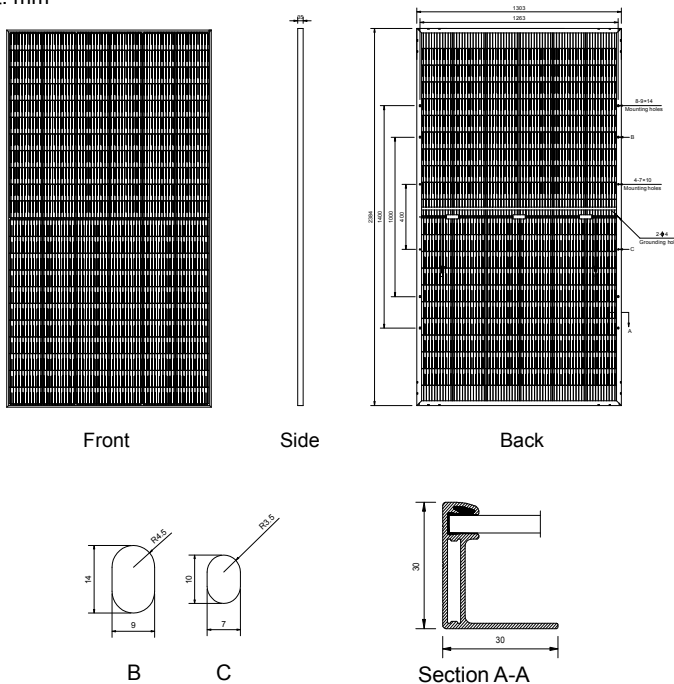 : mm
1303
1263
8-9×14
Mounting holes
B
4-7×10
Mounting holes
2384
1400
1000
400
2-ϕ4
Grounding hol
C
A
Front
Side
Back
R4.5
14
9
B
R3.5
10
7
C
30
30
Section A-A